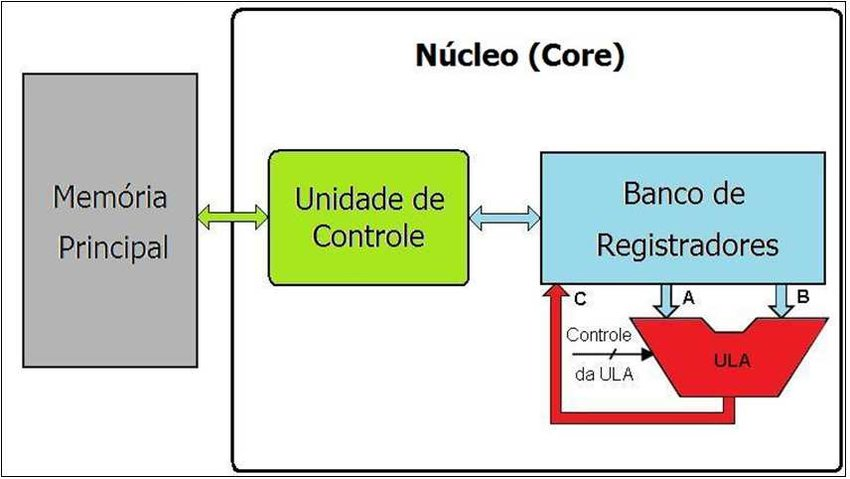 Núcleo (Core)
Memória
Principal
Unidade de
Controle
Banco de
Registradores
C
A
B
Controle
da ULA
ULA